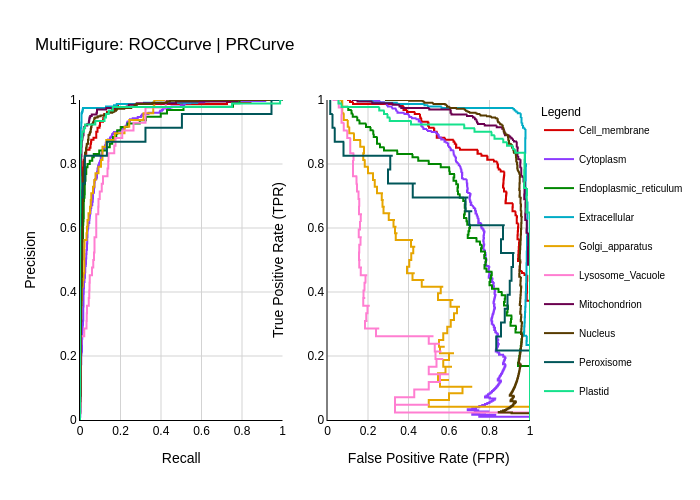 MultiFigure: ROCCurve | PRCurve
Precision
1
0.8
0.6
0.4
0.2
0
0
0.2
0.4
0.6
0.8
1
Recall
True Positive Rate (TPR)
1
0.8
0.6
0.4
0.2
0
0
0.2
0.4
0.6
0.8
1
False Positive Rate (FPR)
Legend
Cell_membrane
Cytoplasm
Endoplasmic_reticulum
Extracellular
Golgi_apparatus
Lysosome_Vacuole
Mitochondrion
Nucleus
Peroxisome
Plastid